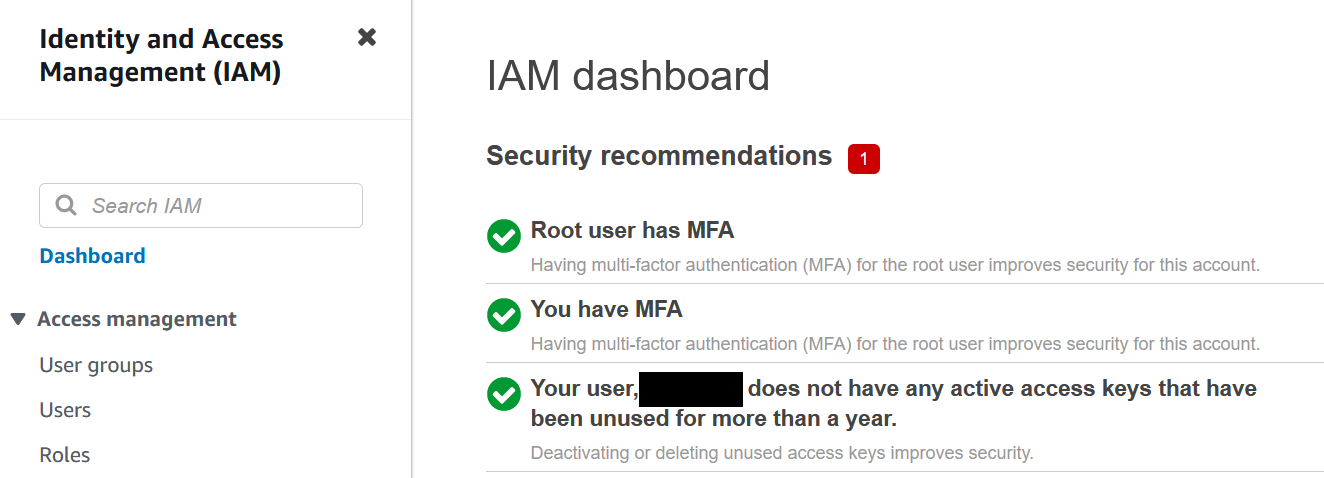 Identity and Access
Management (IAM)
Search IAM
Dashboard
Access management
User groups
Users
Roles
IAM dashboard
Security recommendations 1
Root user has MFA
Having multi-factor authentication (MFA) for the root user improves security for this account.
You have MFA
Having multi-factor authentication (MFA) for the root user improves security for this account.
Your user, does not have any active access keys that have
been unused for more than a year.
Deactivating or deleting unused access keys improves security.